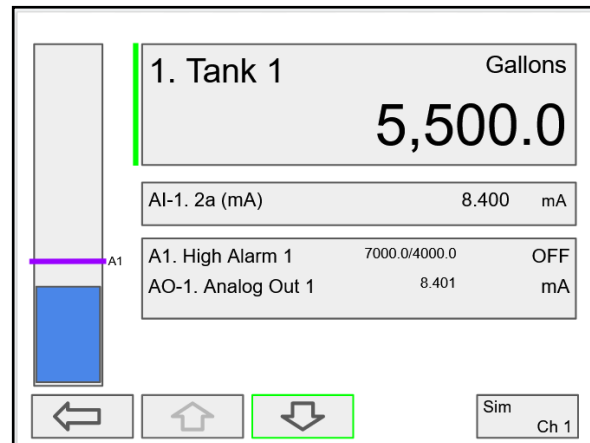 1. Tank 1 Gallons
5,500.0
AI-1. 2a (mA) 8.400 mA
A1
A1. High Alarm 1 7000.0/4000.0 OFF
AO-1. Analog Out 1 8.401 mA
Sim
Ch 1